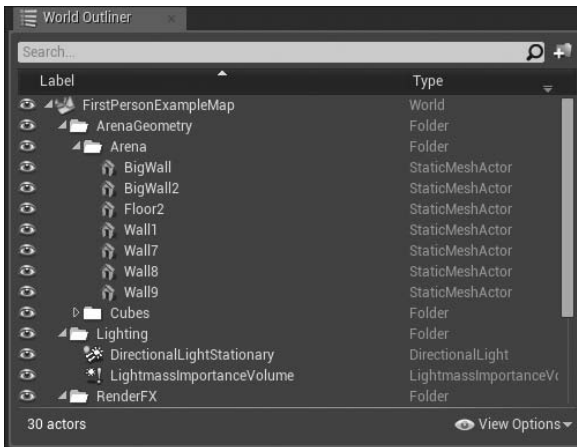 World Outliner
Search...
Label Type
FirstPersonExampleMap World
ArenaGeometry Folder
Arena Folder
BigWall StaticMeshActor
BigWall2 StaticMeshActor
Floor2 StaticMeshActor
Wall1 StaticMeshActor
Wall7 StaticMeshActor
Wall8 StaticMeshActor
Wall9 StaticMeshActor
Cubes Folder
Lighting Folder
DirectionalLightStationary DirectionalLight
LightmassImportanceVolume LightmassImportanceVo
RenderFX Folder
30 actors View Options